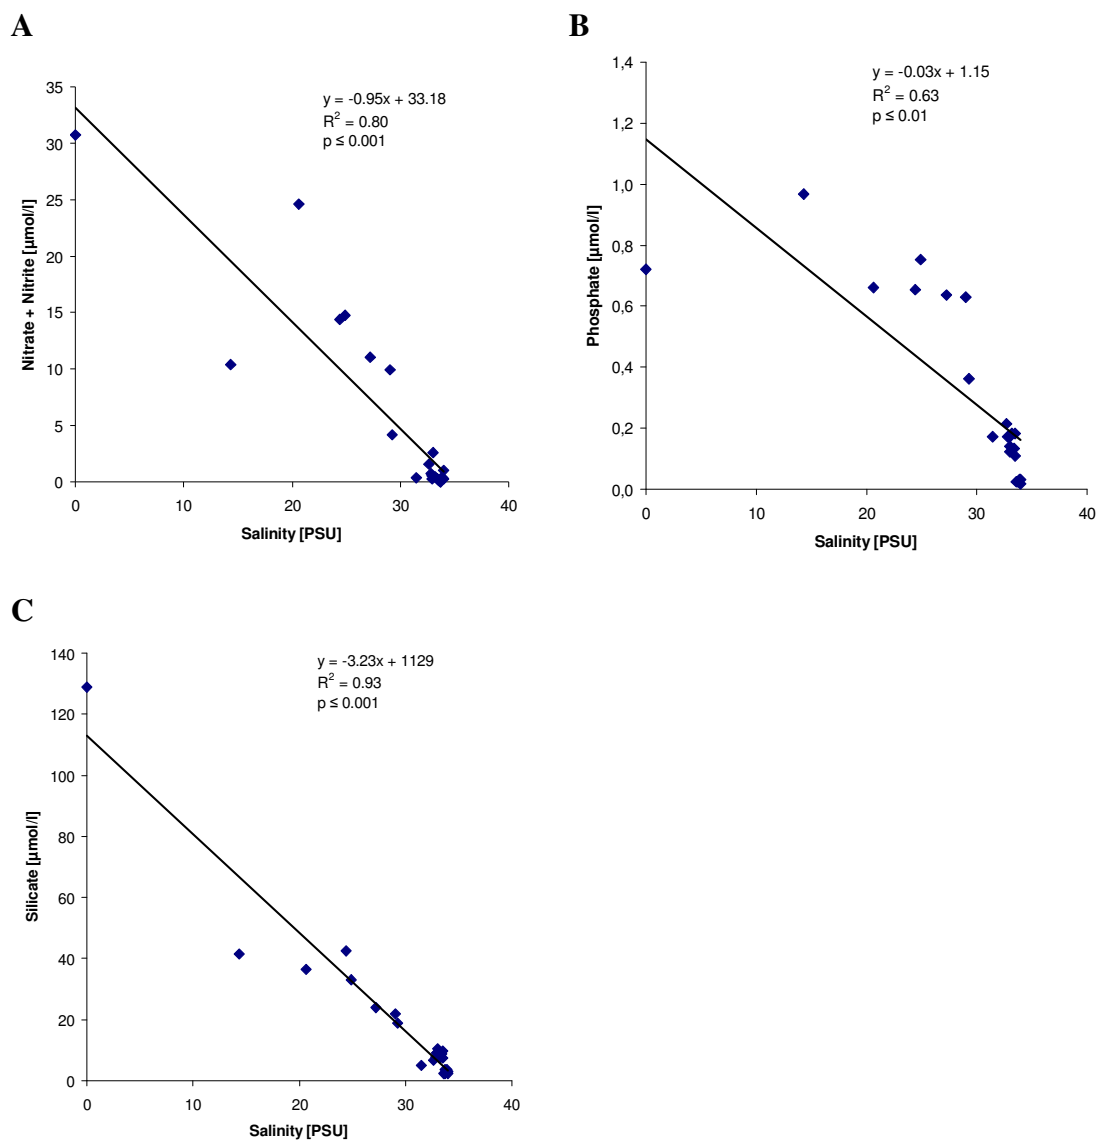 A
y = -0.95x + 33.18
R² = 0.80
p ≤ 0.001
35
30
25
20
15
10
5
0
Nitrate + Nitrite [µmol/l]
0 10 20 30 40
Salinity [PSU]
B
y = -0.03x + 1.15
R² = 0.63
p ≤ 0.01
1,4
1,2
1,0
0,8
0,6
0,4
0,2
0,0
Phosphate [µmol/l]
0 10 20 30 40
Salinity [PSU]
C
y = -3.23x + 1129
R² = 0.93
p ≤ 0.001
140
120
100
80
60
40
20
0
Silicate [µmol/l]
0 10 20 30 40
Salinity [PSU]